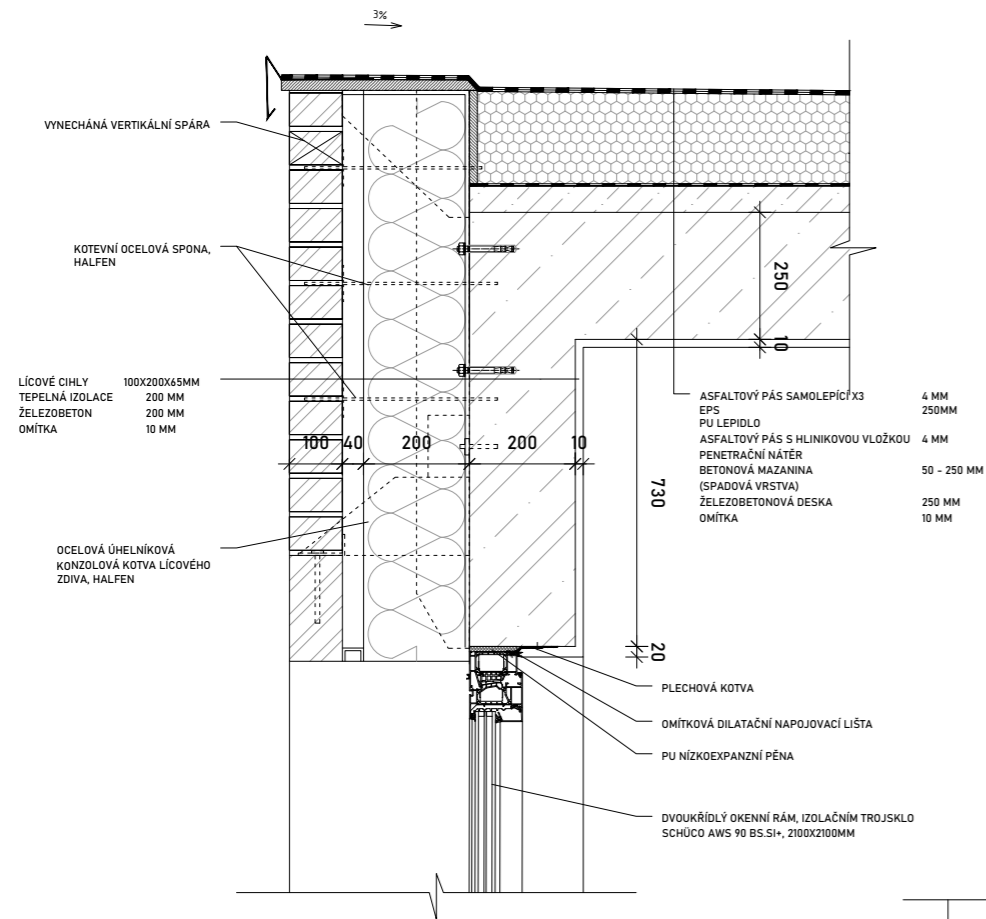 3%
VYNECHÁNÁ VERTIKÁLNÍ SPÁRA
KOTEVNÍ OCELOVÁ SPONA,
HALFEN
250
10
LÍCOVÉ CIHLY 100X200X65MM
TEPELNÁ IZOLACE 200 MM
ŽELEZOBETON 200 MM
OMÍTKA 10 MM
ASFALTOVÝ PÁS SAMOLEPÍCÍ X3 4 MM
EPS 250MM
PU LEPIDLO
ASFALTOVÝ PÁS S HLINIKOVOU VLOŽKOU 4 MM
PENETRAČNÍ NÁTĚR
BETONOVÁ MAZANINA 50 - 250 MM
(SPADOVÁ VRSTVA)
ŽELEZOBETONOVÁ DESKA 250 MM
OMÍTKA 10 MM
100 40 200 200 10
730
OCELOVÁ ÚHELNÍKOVÁ
KONZOLOVÁ KOTVA LÍCOVÉHO
ZDIVA, HALFEN
20
PLECHOVÁ KOTVA
OMÍTKOVÁ DILATAČNÍ NAPOJOVACÍ LIŠTA
PU NÍZKOEXPANZNÍ PĚNA
DVOUKŘÍDLÝ OKENNÍ RÁM, IZOLAČNÍM TROJSKLO
SCHÜCO AWS 90 BS.SI+, 2100X2100MM